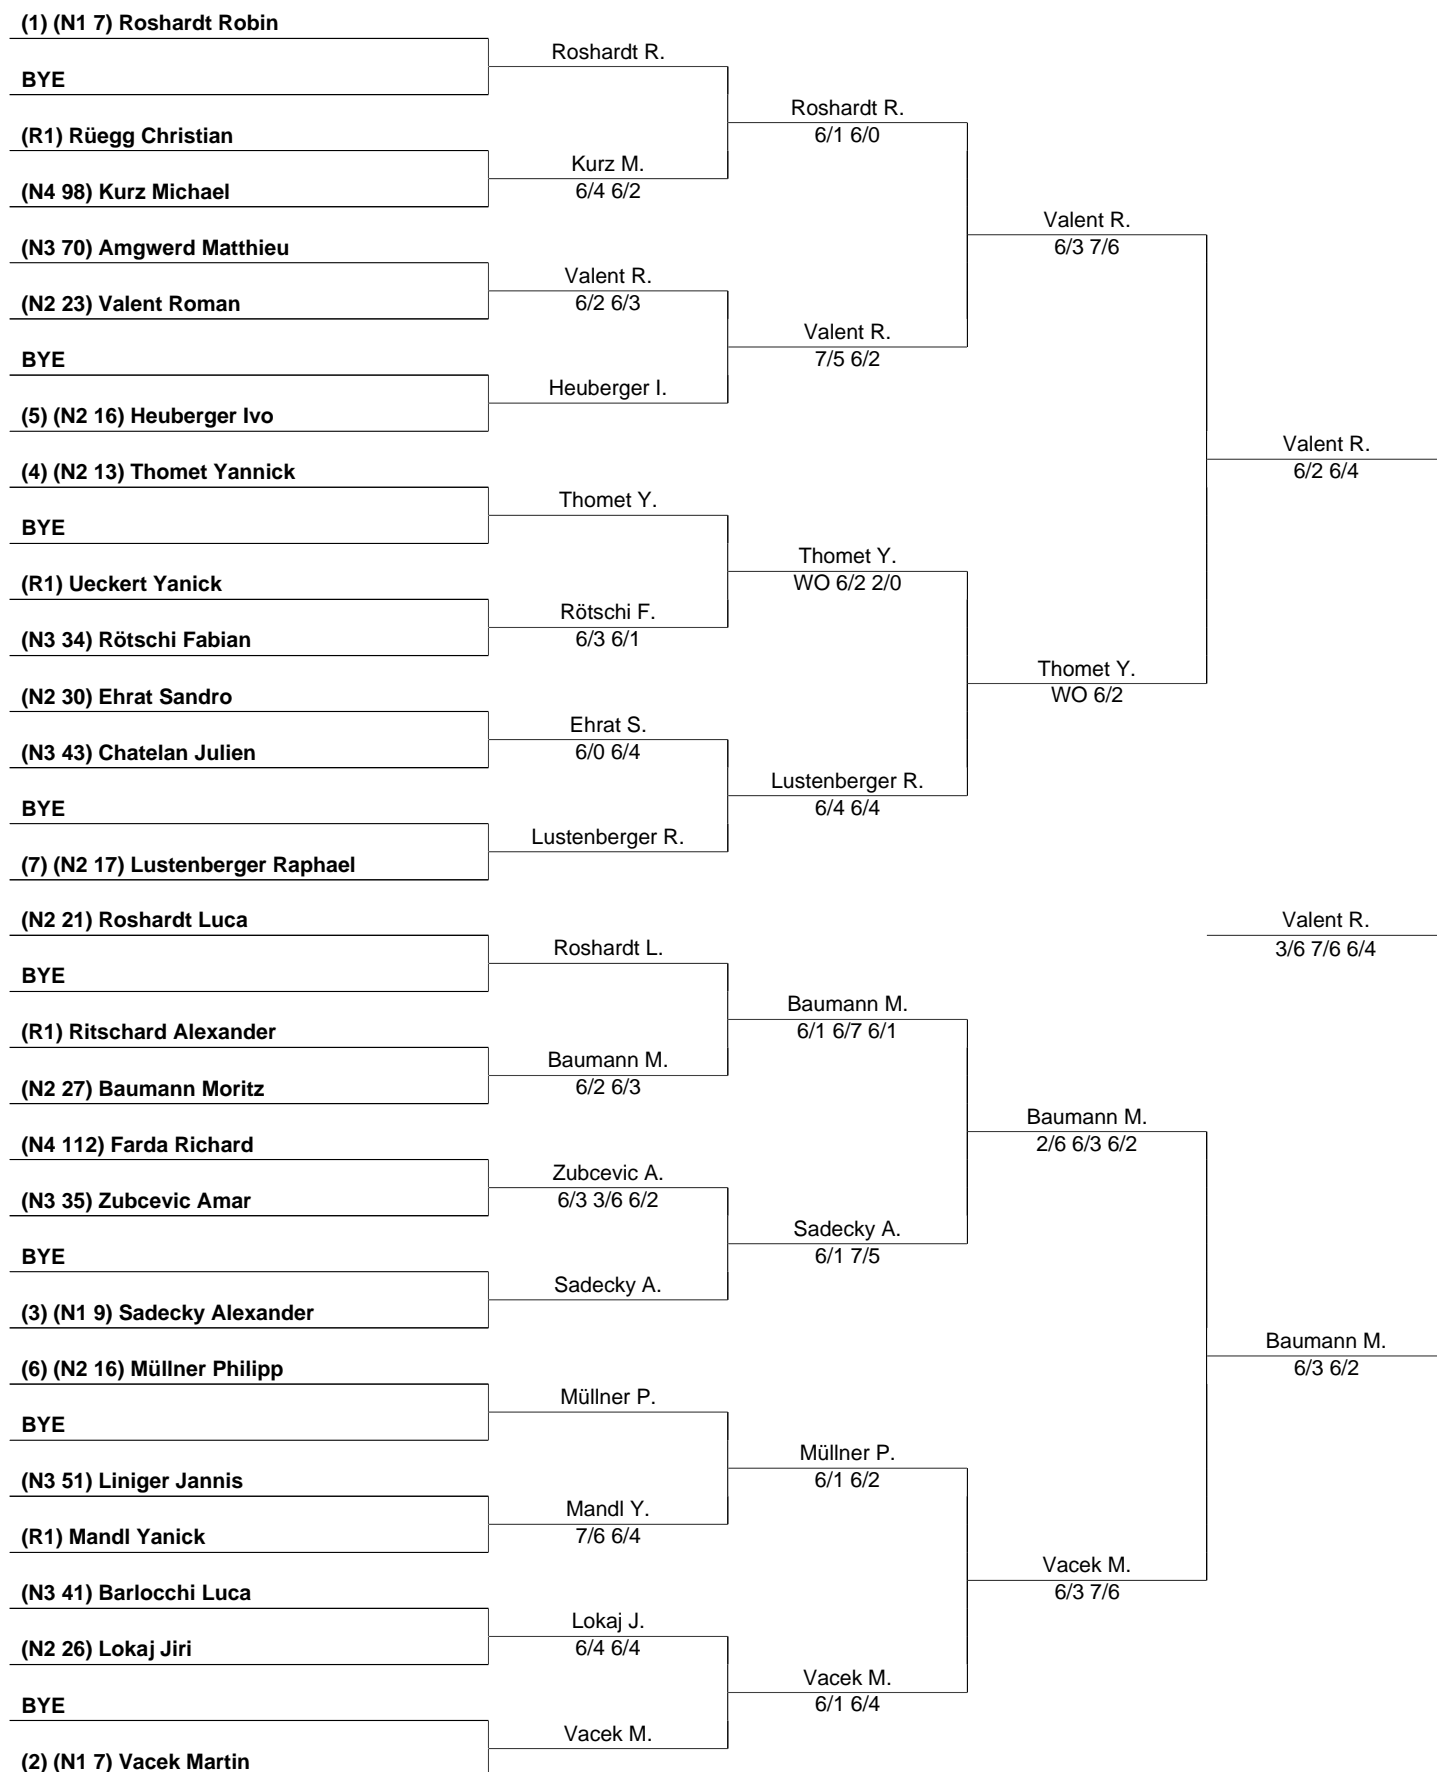 (1) (N1 7) Roshardt Robin
Roshardt R.
BYE
Roshardt R.
6/1 6/0
(R1) Rüegg Christian
Kurz M.
6/4 6/2
(N4 98) Kurz Michael
Valent R.
6/3 7/6
(N3 70) Amgwerd Matthieu
Valent R.
6/2 6/3
(N2 23) Valent Roman
Valent R.
7/5 6/2
BYE
Heuberger I.
(5) (N2 16) Heuberger Ivo
Valent R.
6/2 6/4
(4) (N2 13) Thomet Yannick
Thomet Y.
BYE
Thomet Y.
WO 6/2 2/0
(R1) Ueckert Yanick
Rötschi F.
6/3 6/1
(N3 34) Rötschi Fabian
Thomet Y.
WO 6/2
(N2 30) Ehrat Sandro
Ehrat S.
6/0 6/4
(N3 43) Chatelan Julien
Lustenberger R.
6/4 6/4
BYE
Lustenberger R.
(7) (N2 17) Lustenberger Raphael
(N2 21) Roshardt Luca
Valent R.
3/6 7/6 6/4
Roshardt L.
BYE
Baumann M.
6/1 6/7 6/1
(R1) Ritschard Alexander
Baumann M.
6/2 6/3
(N2 27) Baumann Moritz
Baumann M.
2/6 6/3 6/2
(N4 112) Farda Richard
Zubcevic A.
6/3 3/6 6/2
(N3 35) Zubcevic Amar
Sadecky A.
6/1 7/5
BYE
Sadecky A.
(3) (N1 9) Sadecky Alexander
Baumann M.
6/3 6/2
(6) (N2 16) Müllner Philipp
Müllner P.
BYE
Müllner P.
6/1 6/2
(N3 51) Liniger Jannis
Mandl Y.
7/6 6/4
(R1) Mandl Yanick
Vacek M.
6/3 7/6
(N3 41) Barlocchi Luca
Lokaj J.
6/4 6/4
(N2 26) Lokaj Jiri
Vacek M.
6/1 6/4
BYE
Vacek M.
(2) (N1 7) Vacek Martin